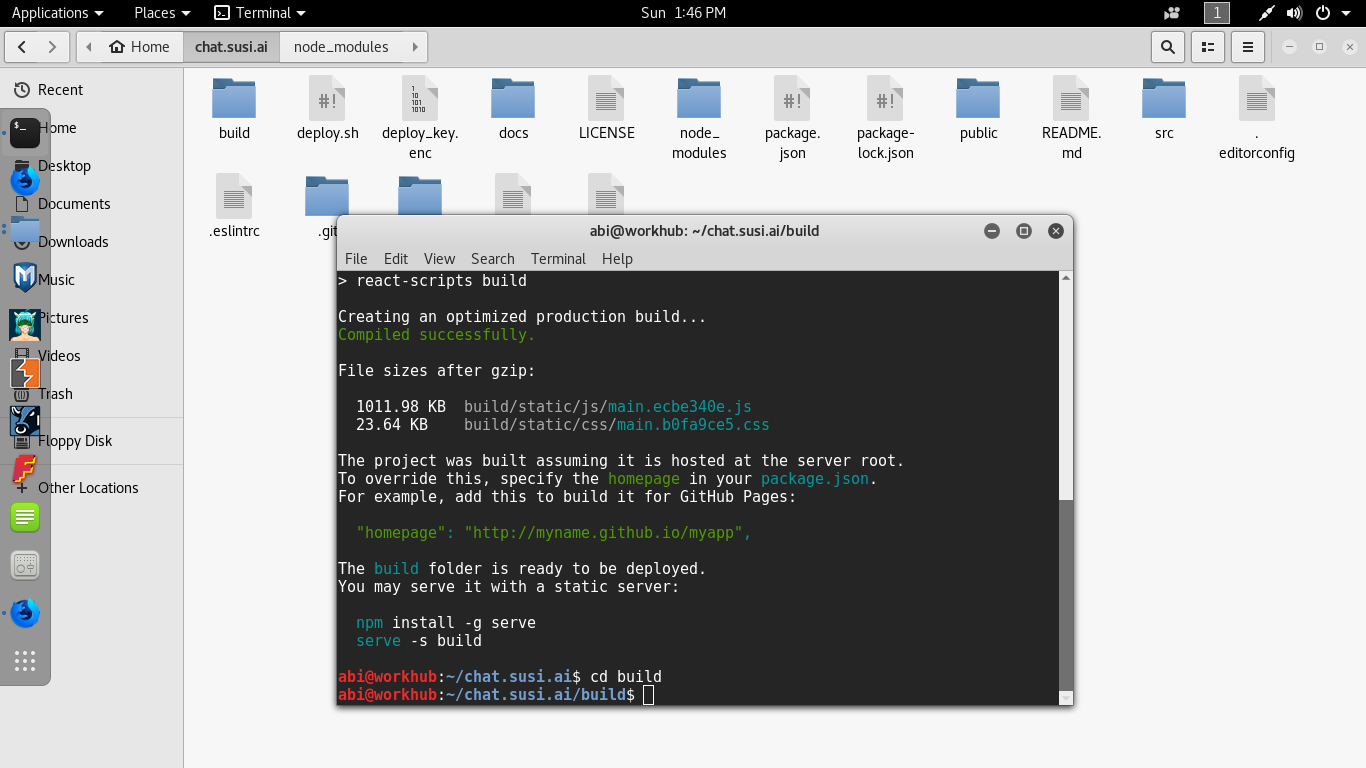 Applications Places Terminal Sun 1:46 PM 1
Home chat.susi.ai node_modules
Recent
Home
Desktop
Documents
Downloads
Music
Pictures
Videos
Trash
Floppy Disk
Other Locations
build deploy.sh deploy_key. docs LICENSE node_ package. package- public README. src .
enc modules json lock.json md editorconfig
.eslintrc .git
abi@workhub: ~/chat.susi.ai/build
File Edit View Search Terminal Help
> react-scripts build
Creating an optimized production build...
Compiled successfully.
File sizes after gzip:
1011.98 KB build/static/js/main.ecbe340e.js
23.64 KB build/static/css/main.b0fa9ce5.css
The project was built assuming it is hosted at the server root.
To override this, specify the homepage in your package.json.
For example, add this to build it for GitHub Pages:
"homepage": "http://myname.github.io/myapp",
The build folder is ready to be deployed.
You may serve it with a static server:
npm install -g serve
serve -s build
abi@workhub:~/chat.susi.ai$ cd build
abi@workhub:~/chat.susi.ai/build$